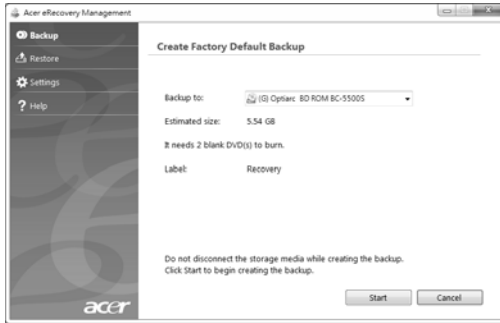 Acer eRecovery Management
Backup
Restore
Settings
Help
Create Factory Default Backup
Backup to: (G) Optiarc BD ROM BC-5500S
Estimated size: 5.54 GB
It needs 2 blank DVD(s) to burn.
Label: Recovery
Do not disconnect the storage media while creating the backup.
Click Start to begin creating the backup.
Start Cancel
acer